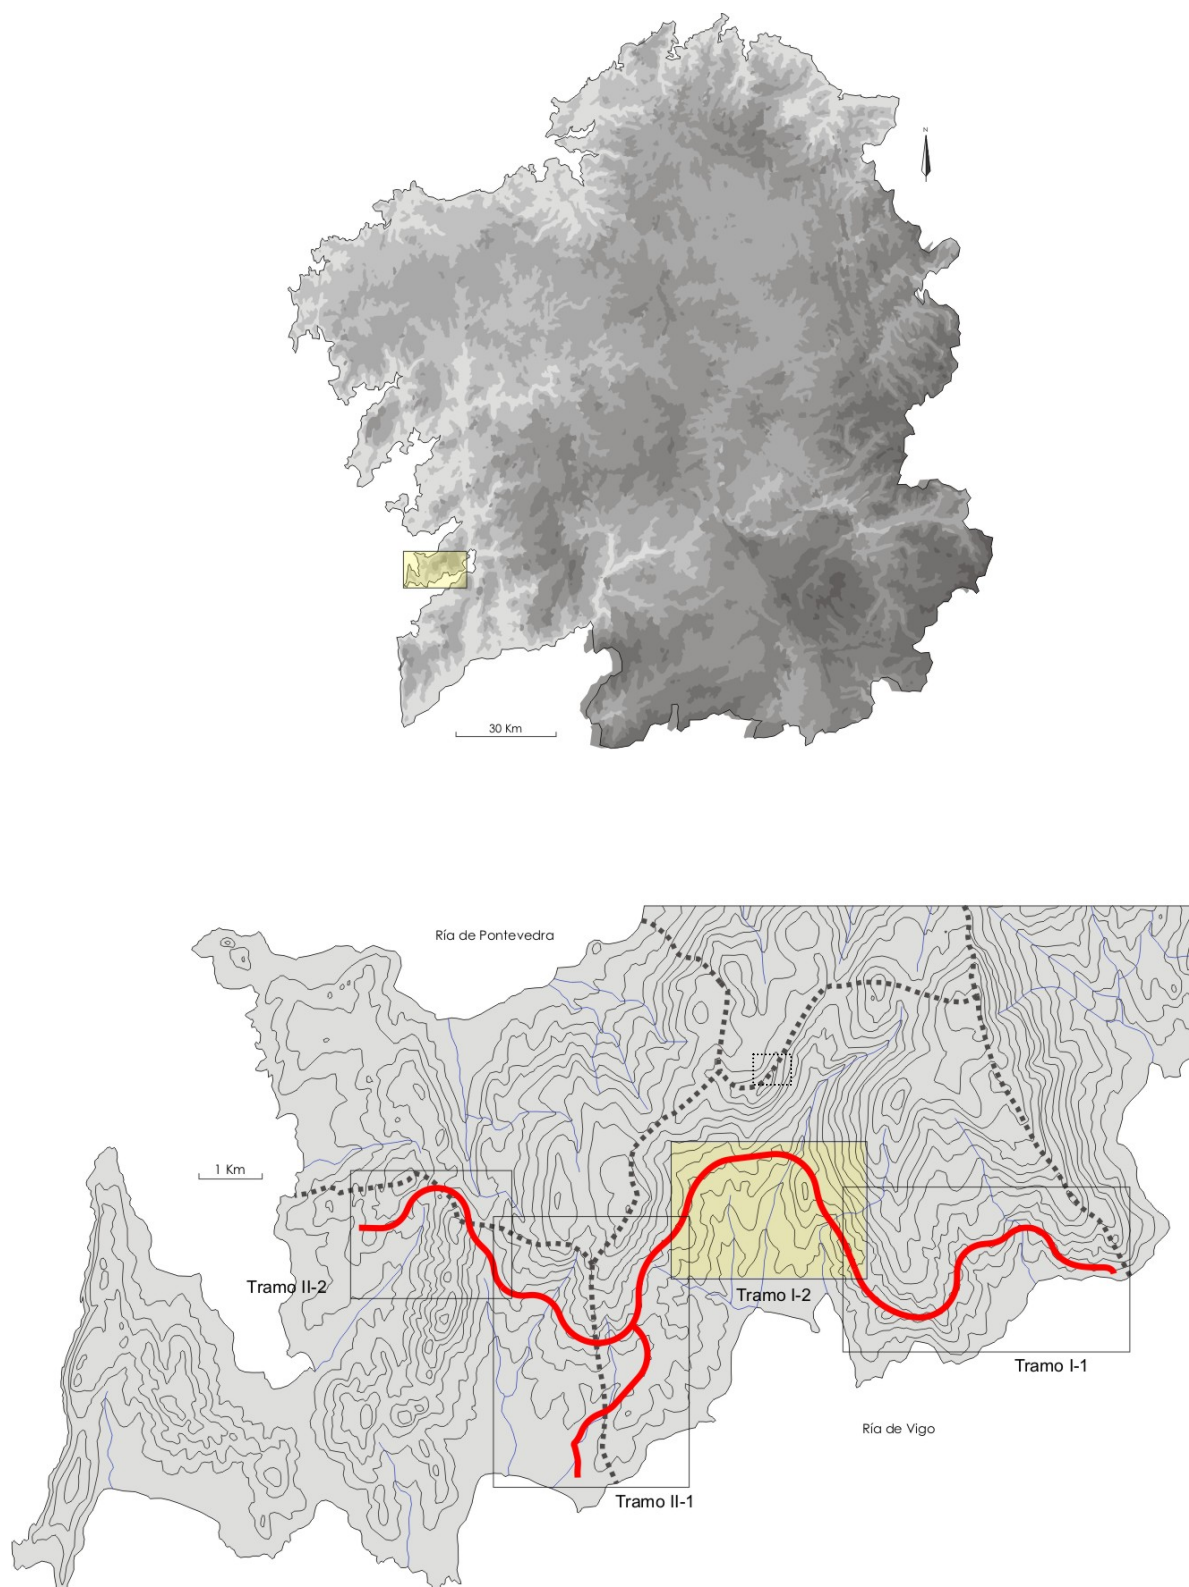 N
30 Km
Ría de Pontevedra
1 Km
Tramo II-2
Tramo I-2
Tramo I-1
Ría de Vigo
Tramo II-1